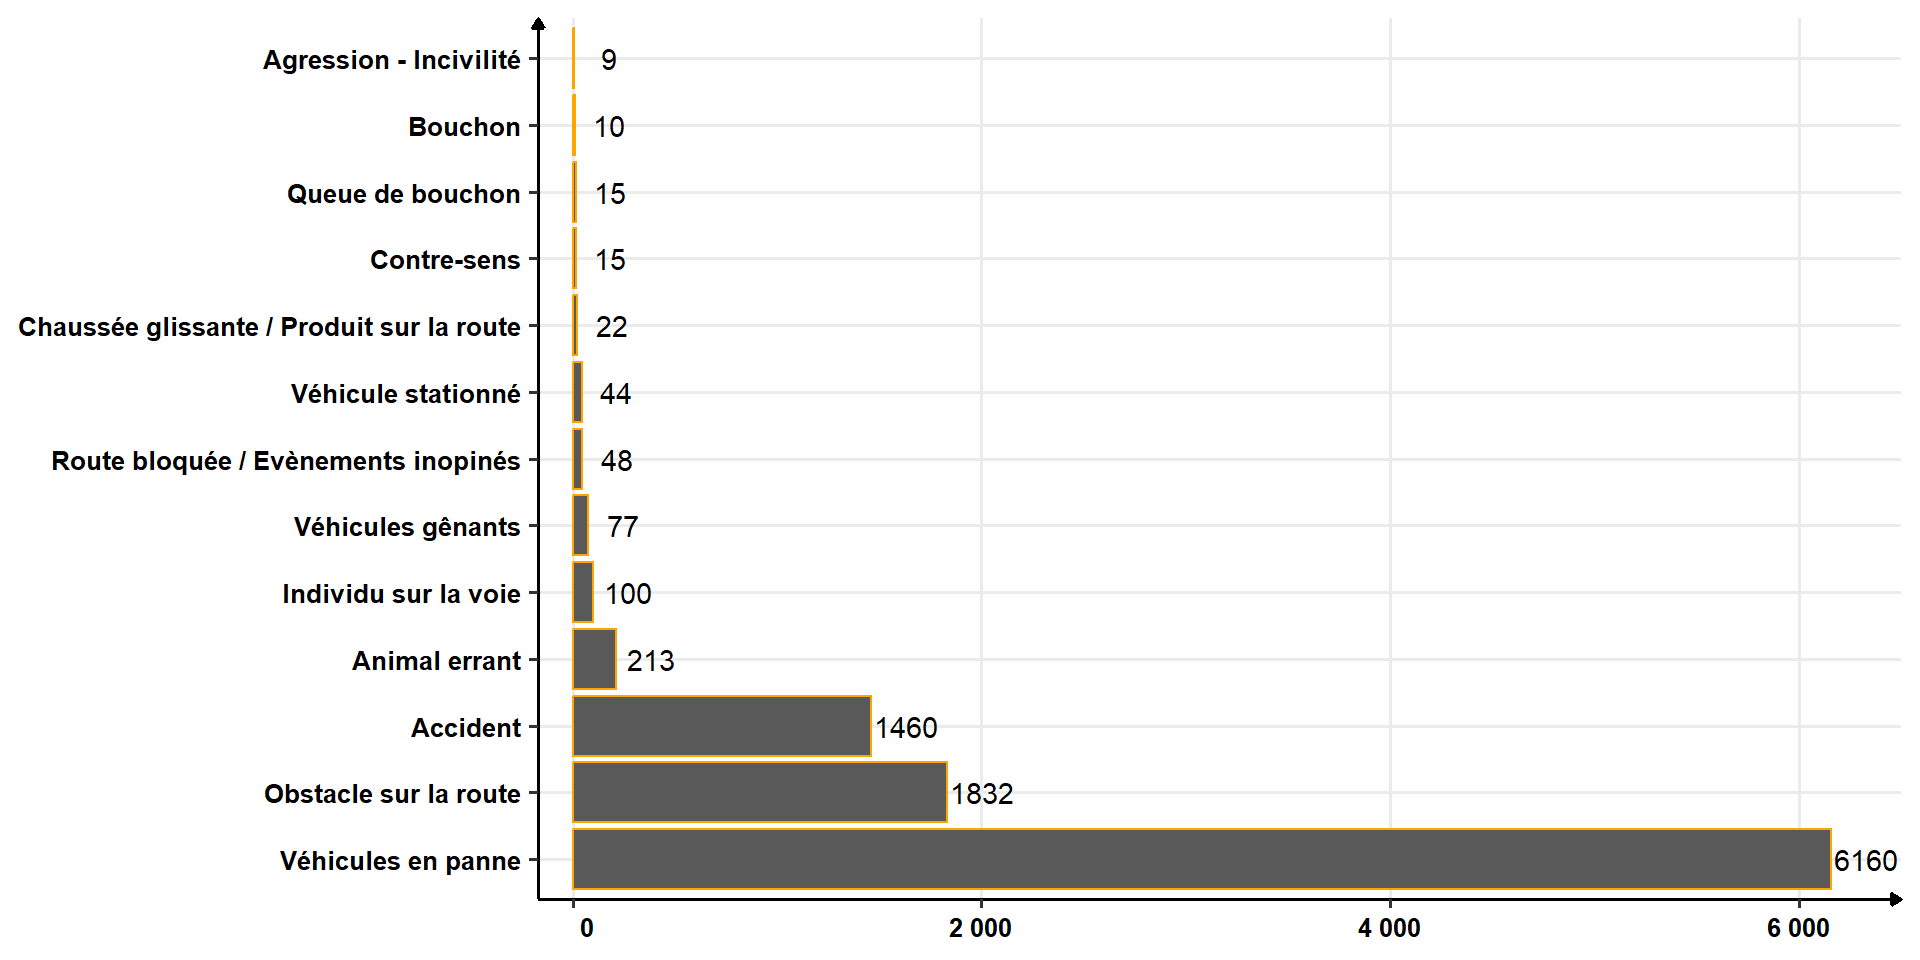 Agression - Incivilité 9
Bouchon 10
Queue de bouchon 15
Contre-sens 15
Chaussée glissante / Produit sur la route 22
Véhicule stationné 44
Route bloquée / Evènements inopinés 48
Véhicules gênants 77
Individu sur la voie 100
Animal errant 213
Accident 1460
Obstacle sur la route 1832
Véhicules en panne 6160
0 2 000 4 000 6 000